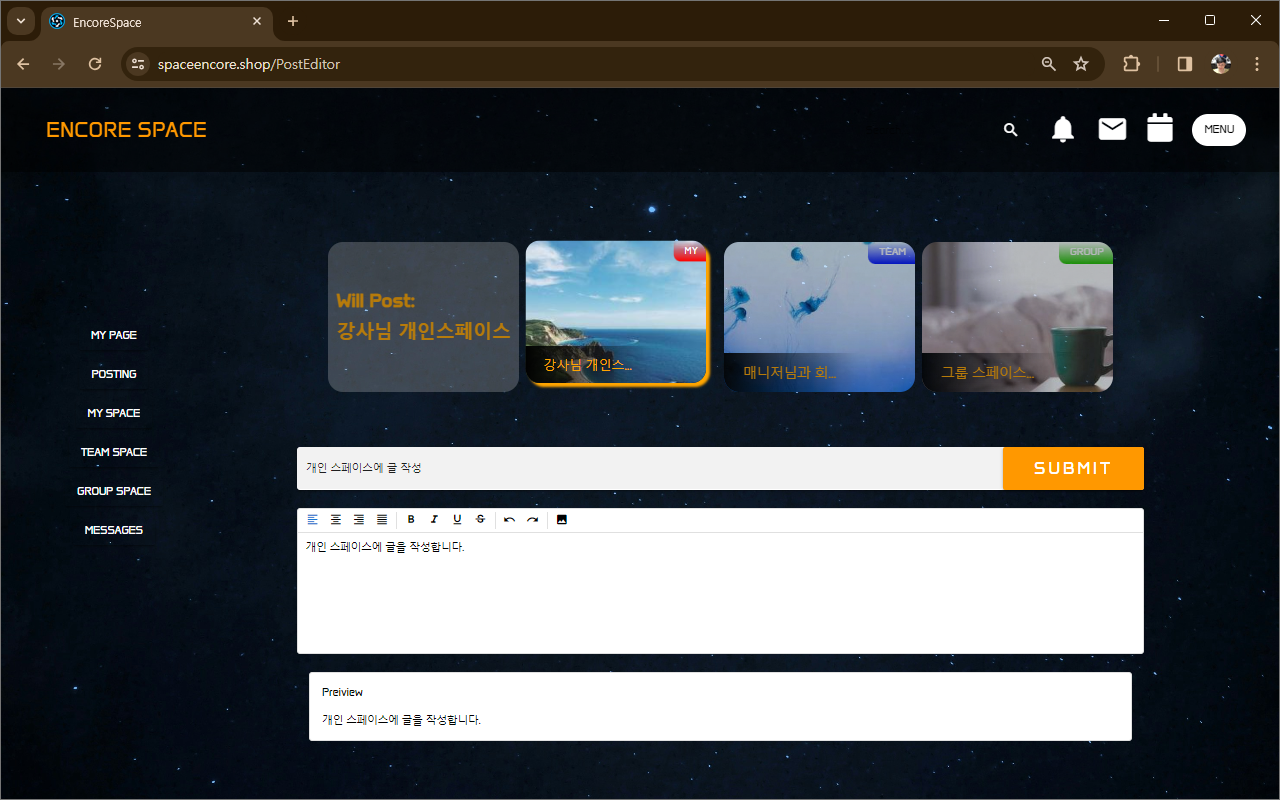 EncoreSpace
spaceencore.shop/PostEditor
ENCORE SPACE
MENU
MY PAGE
POSTING
MY SPACE
TEAM SPACE
GROUP SPACE
MESSAGES
Will Post:
강사님 개인스페이스
MY
강사님 개인스...
TEAM
매니저님과 희...
GROUP
그룹 스페이스...
개인 스페이스에 글 작성
SUBMIT
B I U S
개인 스페이스에 글을 작성합니다.
Preiview
개인 스페이스에 글을 작성합니다.